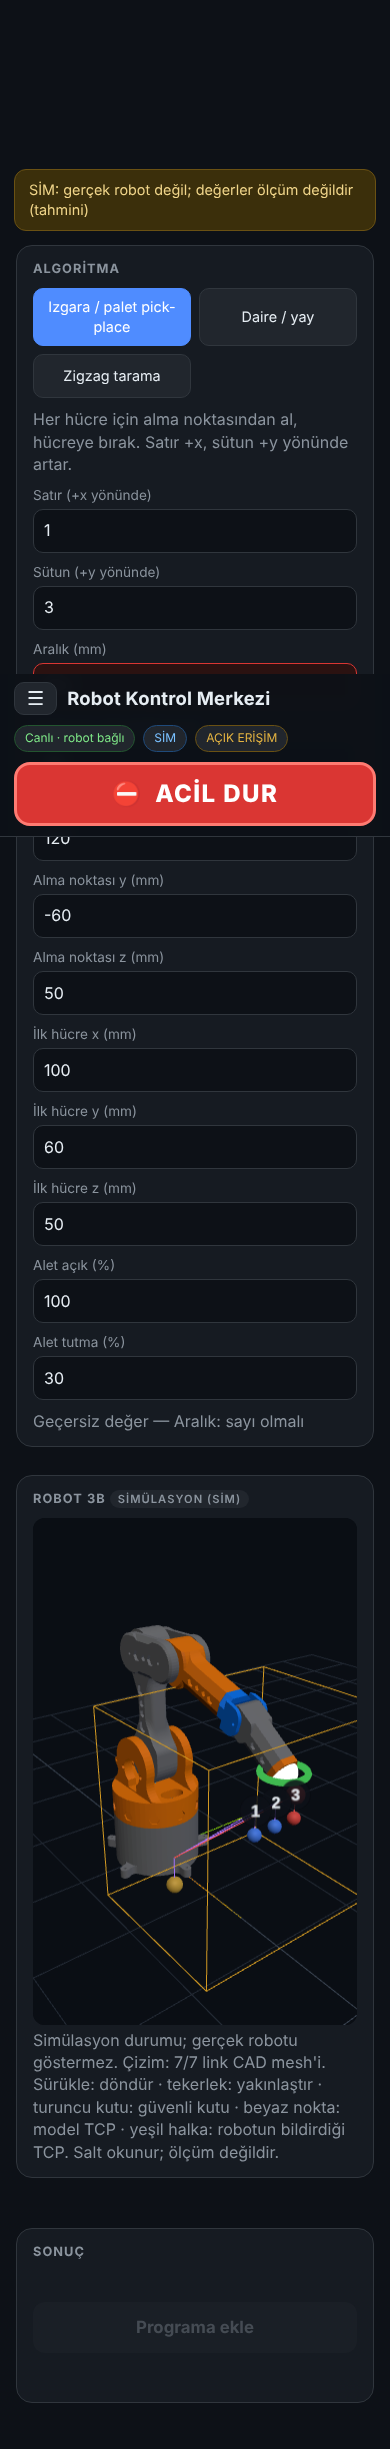 SİM: gerçek robot değil; değerler ölçüm değildir
(tahmini)
ALGORİTMA
Izgara / palet pick-
place
Daire / yay
Zigzag tarama
Her hücre için alma noktasından al,
hücreye bırak. Satır +x, sütun +y yönünde
artar.
Satır (+x yönünde)
1
Sütun (+y yönünde)
3
Aralık (mm)
☰ Robot Kontrol Merkezi
Canlı · robot bağlı
SİM
AÇIK ERİŞİM
⛔ ACİL DUR
120
Alma noktası y (mm)
-60
Alma noktası z (mm)
50
İlk hücre x (mm)
100
İlk hücre y (mm)
60
İlk hücre z (mm)
50
Alet açık (%)
100
Alet tutma (%)
30
Geçersiz değer — Aralık: sayı olmalı
ROBOT 3B SİMÜLASYON (SİM)
1 2 3
Simülasyon durumu; gerçek robotu
göstermez. Çizim: 7/7 link CAD mesh'i.
Sürükle: döndür · tekerlek: yakınlaştır ·
turuncu kutu: güvenli kutu · beyaz nokta:
model TCP · yeşil halka: robotun bildirdiği
TCP. Salt okunur; ölçüm değildir.
SONUÇ
Programa ekle